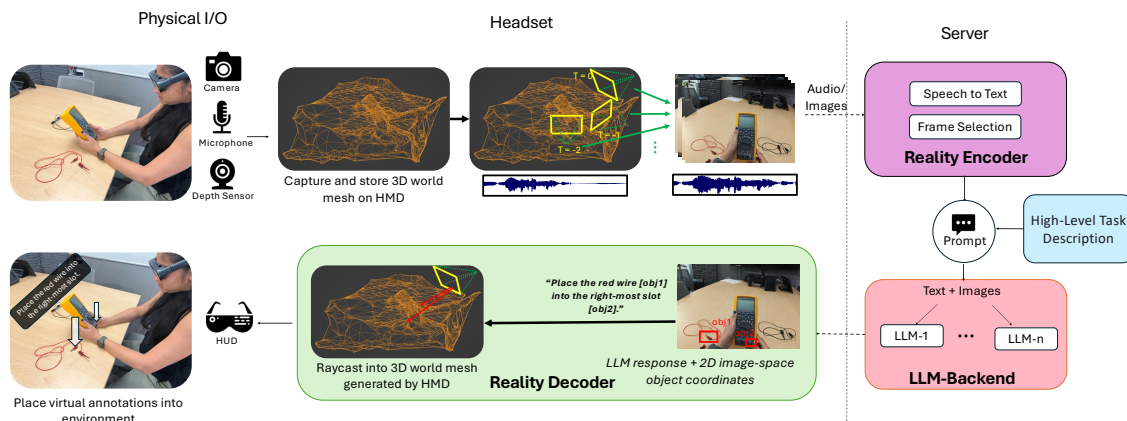 Physical I/O
Headset
Server
Camera
Microphone
Depth Sensor
Capture and store 3D world
mesh on HMD
T = 0
T = -1
T = -2
Audio/
Images
Speech to Text
Frame Selection
Reality Encoder
Prompt
High-Level Task
Description
Text + Images
LLM-1
LLM-n
LLM-Backend
Place the red wire into
the right-most slot.
HUD
Place virtual annotations into
environment
Raycast into 3D world mesh
generated by HMD
Reality Decoder
“Place the red wire [obj1]
into the right-most slot
[obj2].”
obj1
LLM response + 2D image-space
object coordinates